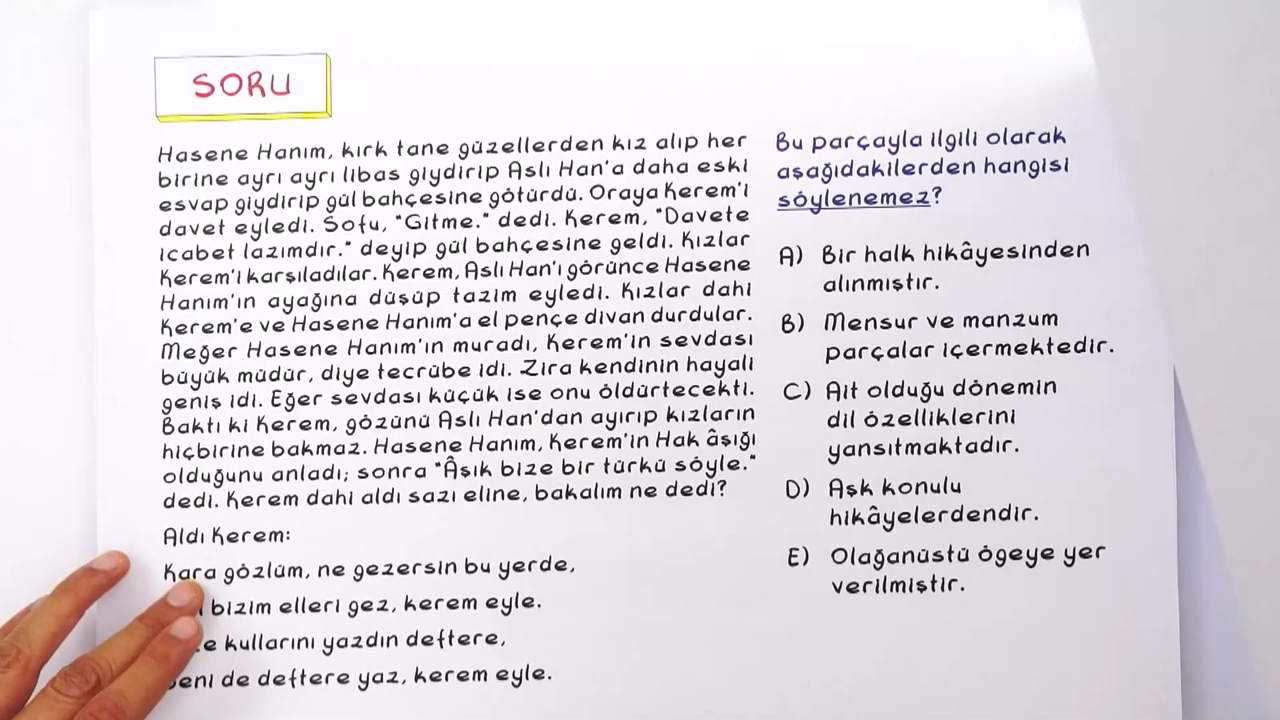 SORU
Hasene Hanım, kırk tane güzellerden kız alıp her
birine ayrı ayrı libas giydirip Aslı Han'a daha eski
esvap giydirip gül bahçesine götürdü. Oraya Kerem'i
davet eyledi. Sofu, "Gitme." dedi. Kerem, "Davete
icabet lazımdır." deyip gül bahçesine geldi. Kızlar
Kerem'i karşıladılar. Kerem, Aslı Han'ı görünce Hasene
Hanım'ın ayağına düşüp tazim eyledi. Kızlar dahi
Kerem'e ve Hasene Hanım'a el pençe divan durdular.
Meğer Hasene Hanım'ın muradı, Kerem'in sevdası
büyük müdür, diye tecrübe idi. Zira kendinin hayali
geniş idi. Eğer sevdası küçük ise onu öldürtecekti.
Baktı ki Kerem, gözünü Aslı Han'dan ayırıp kızların
hiçbirine bakmaz. Hasene Hanım, Kerem'in Hak âşığı
olduğunu anladı; sonra "Âşık bize bir türkü söyle."
dedi. Kerem dahi aldı sazı eline, bakalım ne dedi?
Aldı Kerem:
Kara gözlüm, ne gezersin bu yerde,
bizim elleri gez, kerem eyle.
kullarını yazdın deftere,
de deftere yaz, kerem eyle.
Bu parçayla ilgili olarak
aşağıdakilerden hangisi
söylenemez?
A) Bir halk hikâyesinden
alınmıştır.
B) Mensur ve manzum
parçalar içermektedir.
C) Ait olduğu dönemin
dil özelliklerini
yansıtmaktadır.
D) Aşk konulu
hikâyelerdendir.
E) Olağanüstü ögeye yer
verilmiştir.